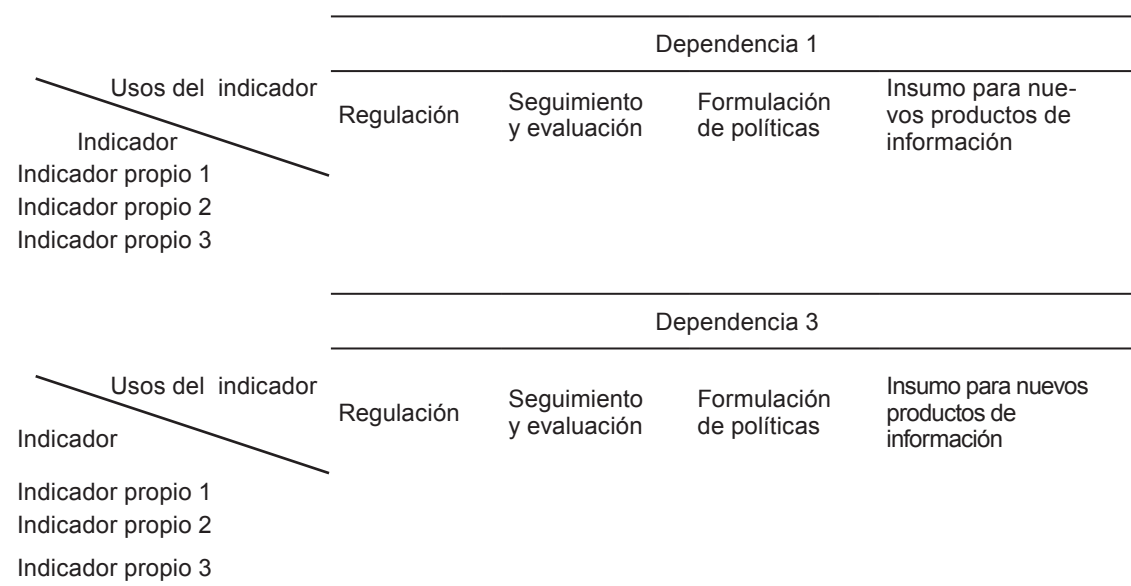 Dependencia 1
Usos del indicador
Indicador
Regulación
Seguimiento
y evaluación
Formulación
de políticas
Insumo para nue-
vos productos de
información
Indicador propio 1
Indicador propio 2
Indicador propio 3
Dependencia 3
Usos del indicador
Indicador
Regulación
Seguimiento
y evaluación
Formulación
de políticas
Insumo para nuevos
productos de
información
Indicador propio 1
Indicador propio 2
Indicador propio 3